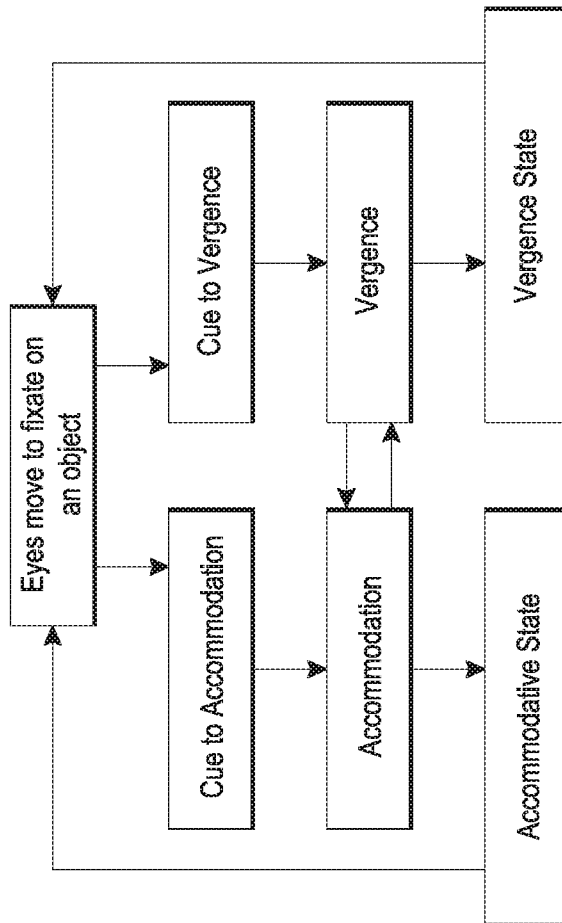 Eyes move to fixate on
an object
Cue to Accommodation
Cue to Vergence
Accommodation
Vergence
Accommodative State
Vergence State